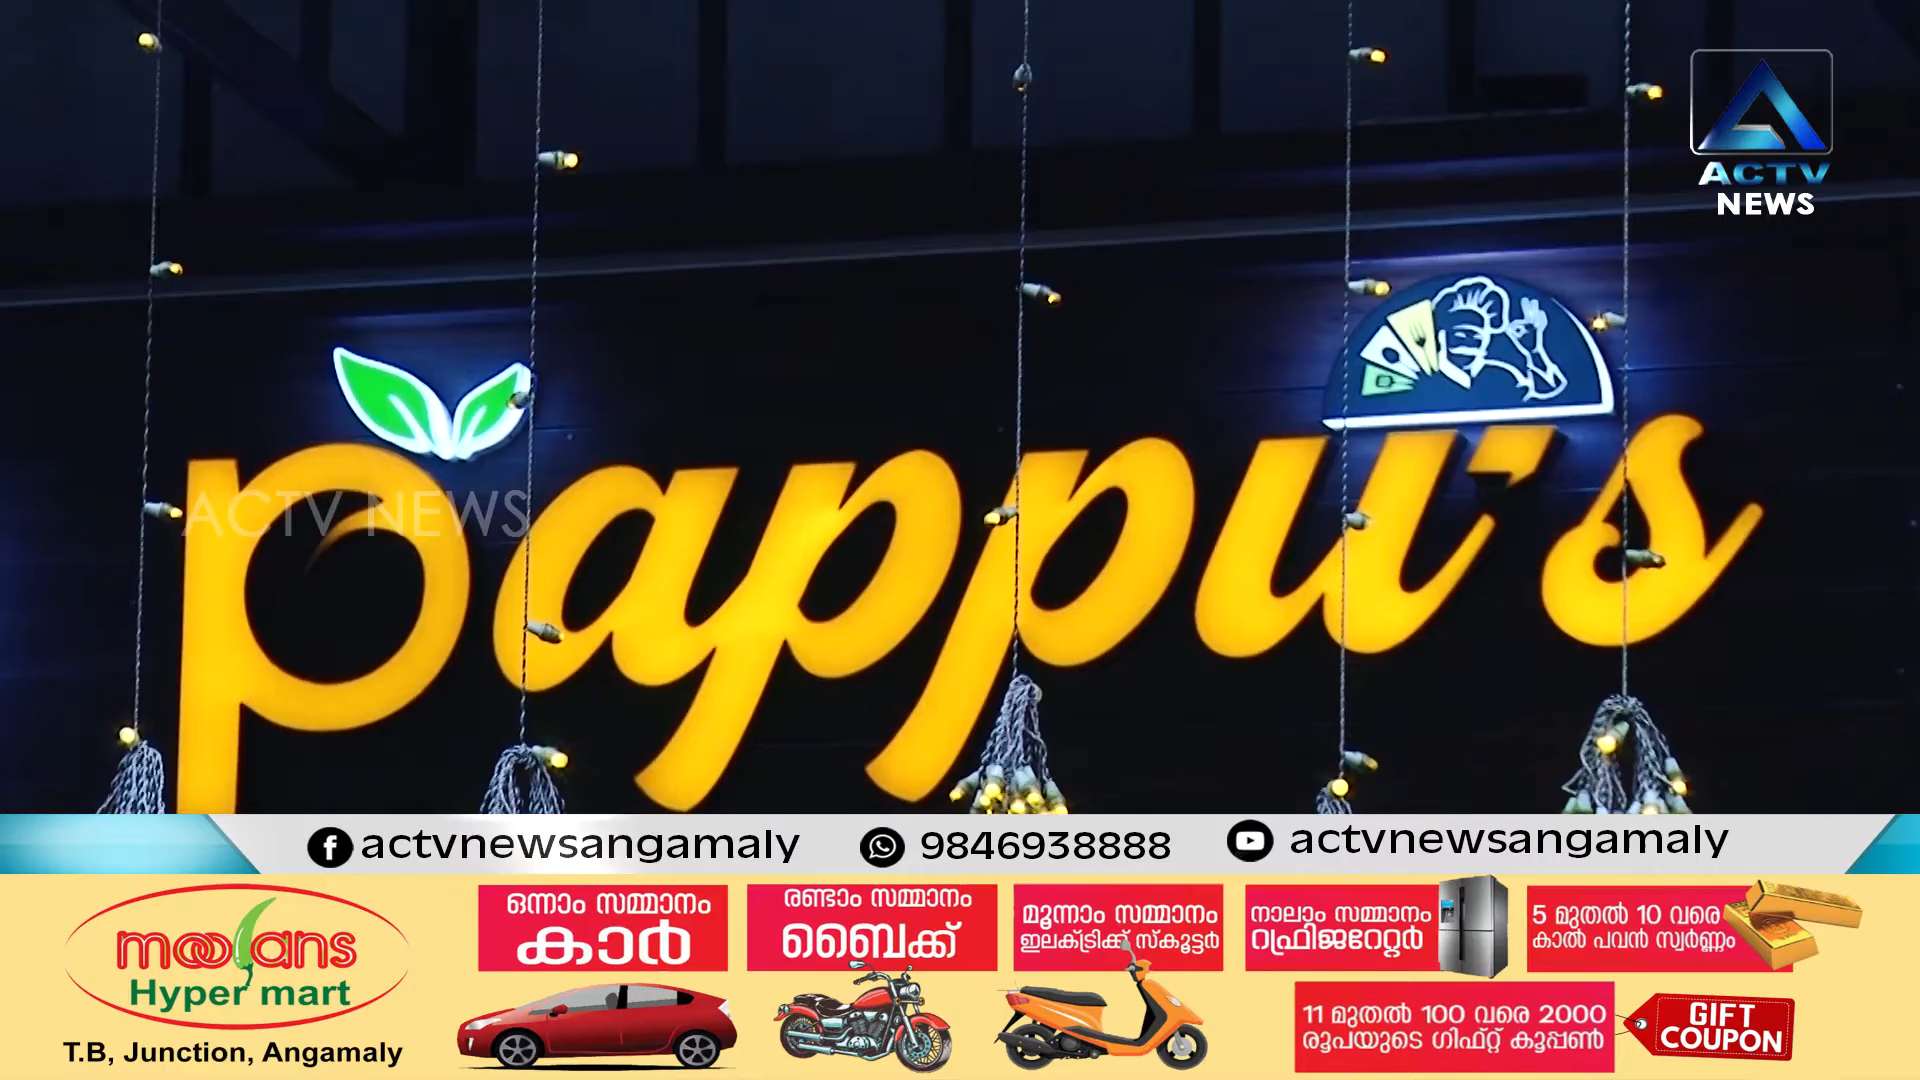 ACTV
NEWS
pappu's
ACTV NEWS
actvnewsangamaly
9846938888
actvnewsangamaly
moolans
Hyper mart
T.B, Junction, Angamaly
ഒന്നാം സമ്മാനം
കാർ
രണ്ടാം സമ്മാനം
ബൈക്ക്
മൂന്നാം സമ്മാനം
ഇലക്ട്രിക്ക് സ്കൂട്ടർ
നാലാം സമ്മാനം
റഫ്രിജറേറ്റർ
5 മുതൽ 10 വരെ
കാൽ പവൻ സ്വർണ്ണം
11 മുതൽ 100 വരെ 2000
രൂപയുടെ ഗിഫ്റ്റ് കൂപ്പൺ
GIFT
COUPON